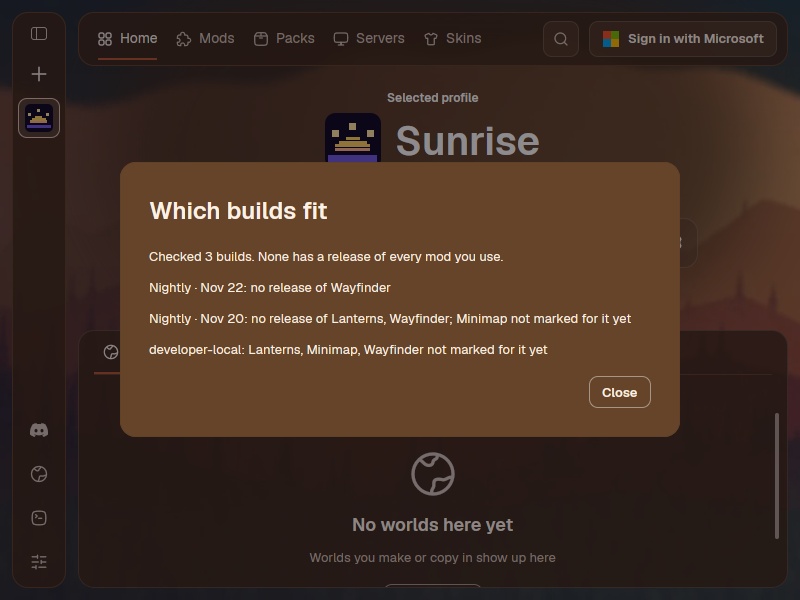 Home
Mods
Packs
Servers
Skins
Sign in with Microsoft
Selected profile
Sunrise
Which builds fit
Checked 3 builds. None has a release of every mod you use.
Nightly · Nov 22: no release of Wayfinder
Nightly · Nov 20: no release of Lanterns, Wayfinder; Minimap not marked for it yet
developer-local: Lanterns, Minimap, Wayfinder not marked for it yet
Close
No worlds here yet
Worlds you make or copy in show up here